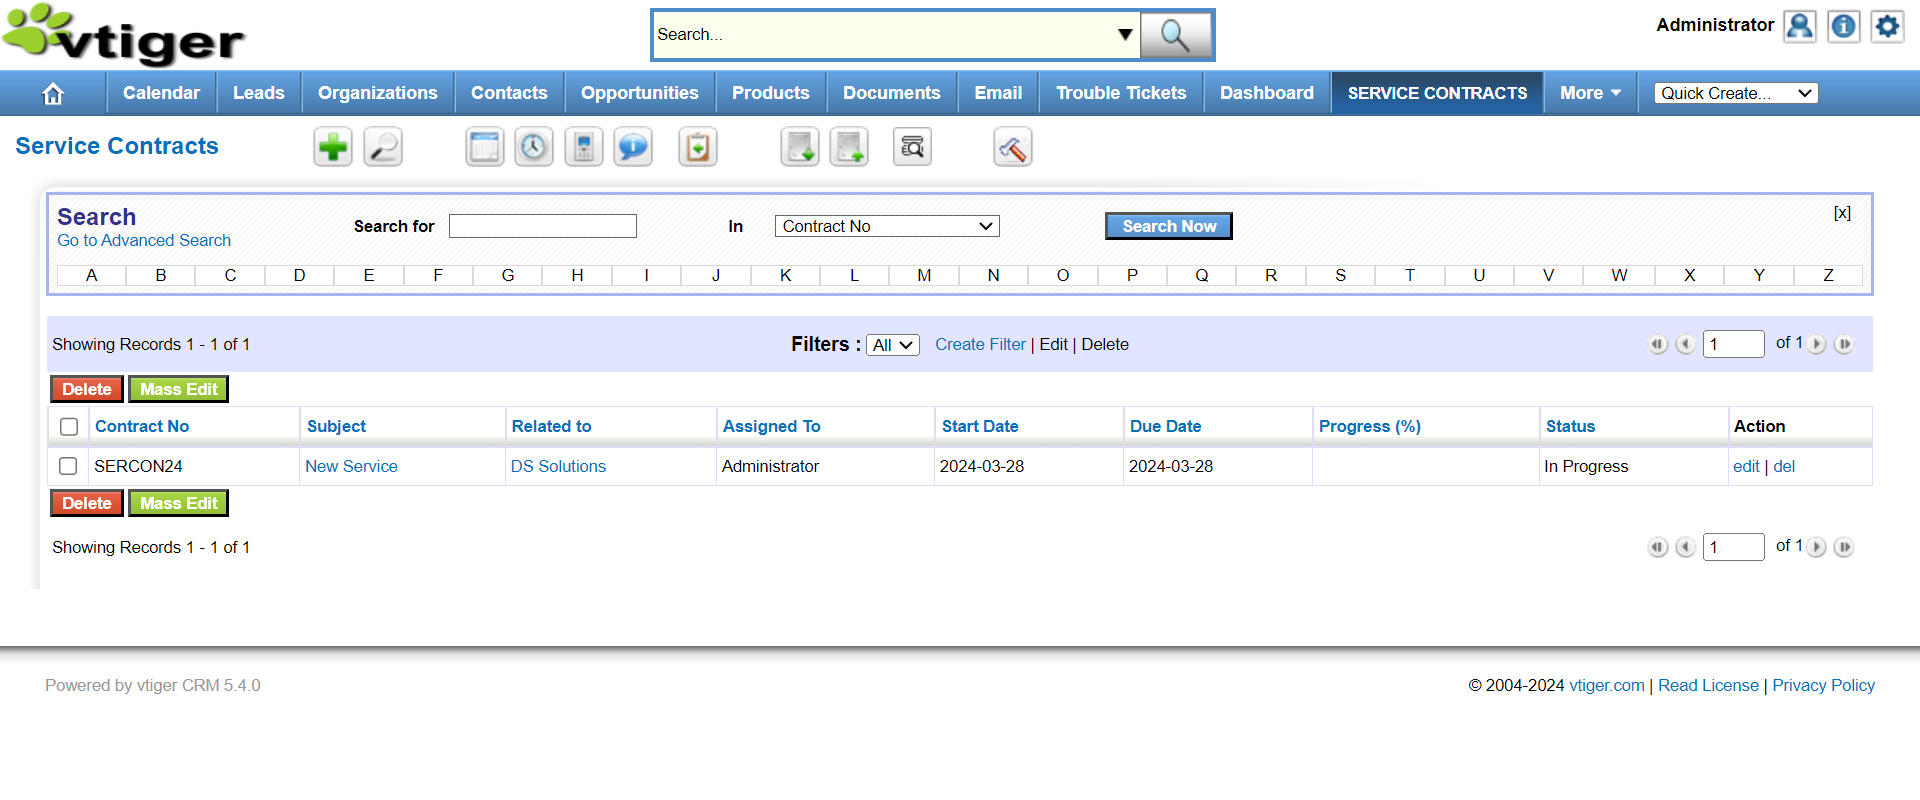 vtiger
Search...
Administrator
Calendar Leads Organizations Contacts Opportunities Products Documents Email Trouble Tickets Dashboard SERVICE CONTRACTS More Quick Create...
Service Contracts
Search
Go to Advanced Search
Search for In Contract No Search Now [x]
A B C D E F G H I J K L M N O P Q R S T U V W X Y Z
Showing Records 1 - 1 of 1 Filters : All Create Filter | Edit | Delete 1 of 1
Delete Mass Edit
Contract No Subject Related to Assigned To Start Date Due Date Progress (%) Status Action
SERCON24 New Service DS Solutions Administrator 2024-03-28 2024-03-28 In Progress edit | del
Delete Mass Edit
Showing Records 1 - 1 of 1 1 of 1
Powered by vtiger CRM 5.4.0 © 2004-2024 vtiger.com | Read License | Privacy Policy